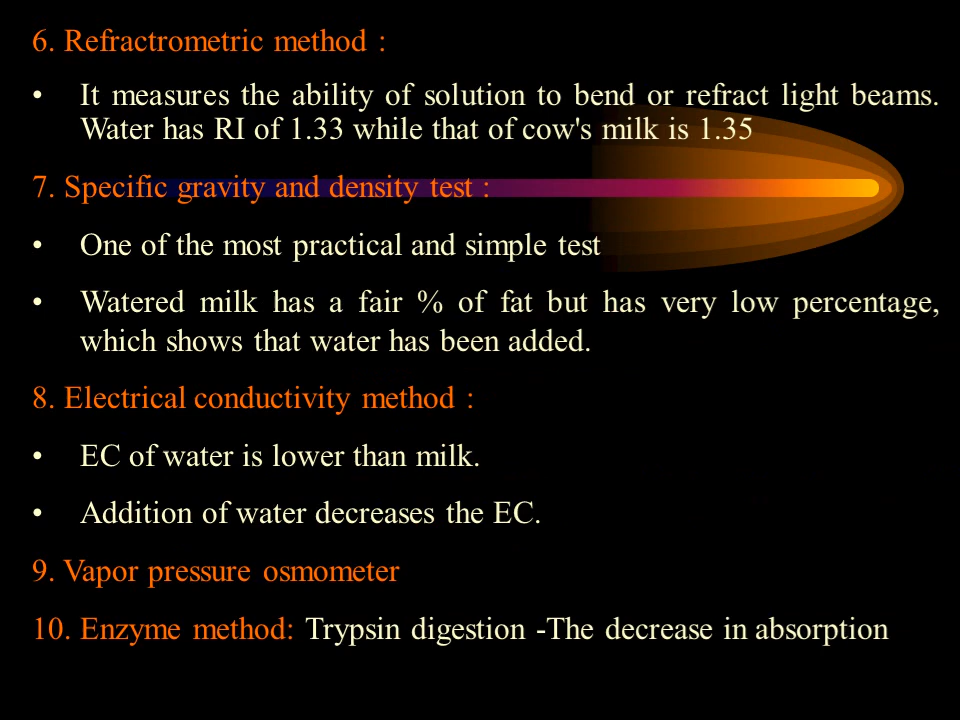 6. Refractrometric method :
• It measures the ability of solution to bend or refract light beams.
Water has RI of 1.33 while that of cow's milk is 1.35
7. Specific gravity and density test :
• One of the most practical and simple test
• Watered milk has a fair % of fat but has very low percentage,
which shows that water has been added.
8. Electrical conductivity method :
• EC of water is lower than milk.
• Addition of water decreases the EC.
9. Vapor pressure osmometer
10. Enzyme method: Trypsin digestion -The decrease in absorption